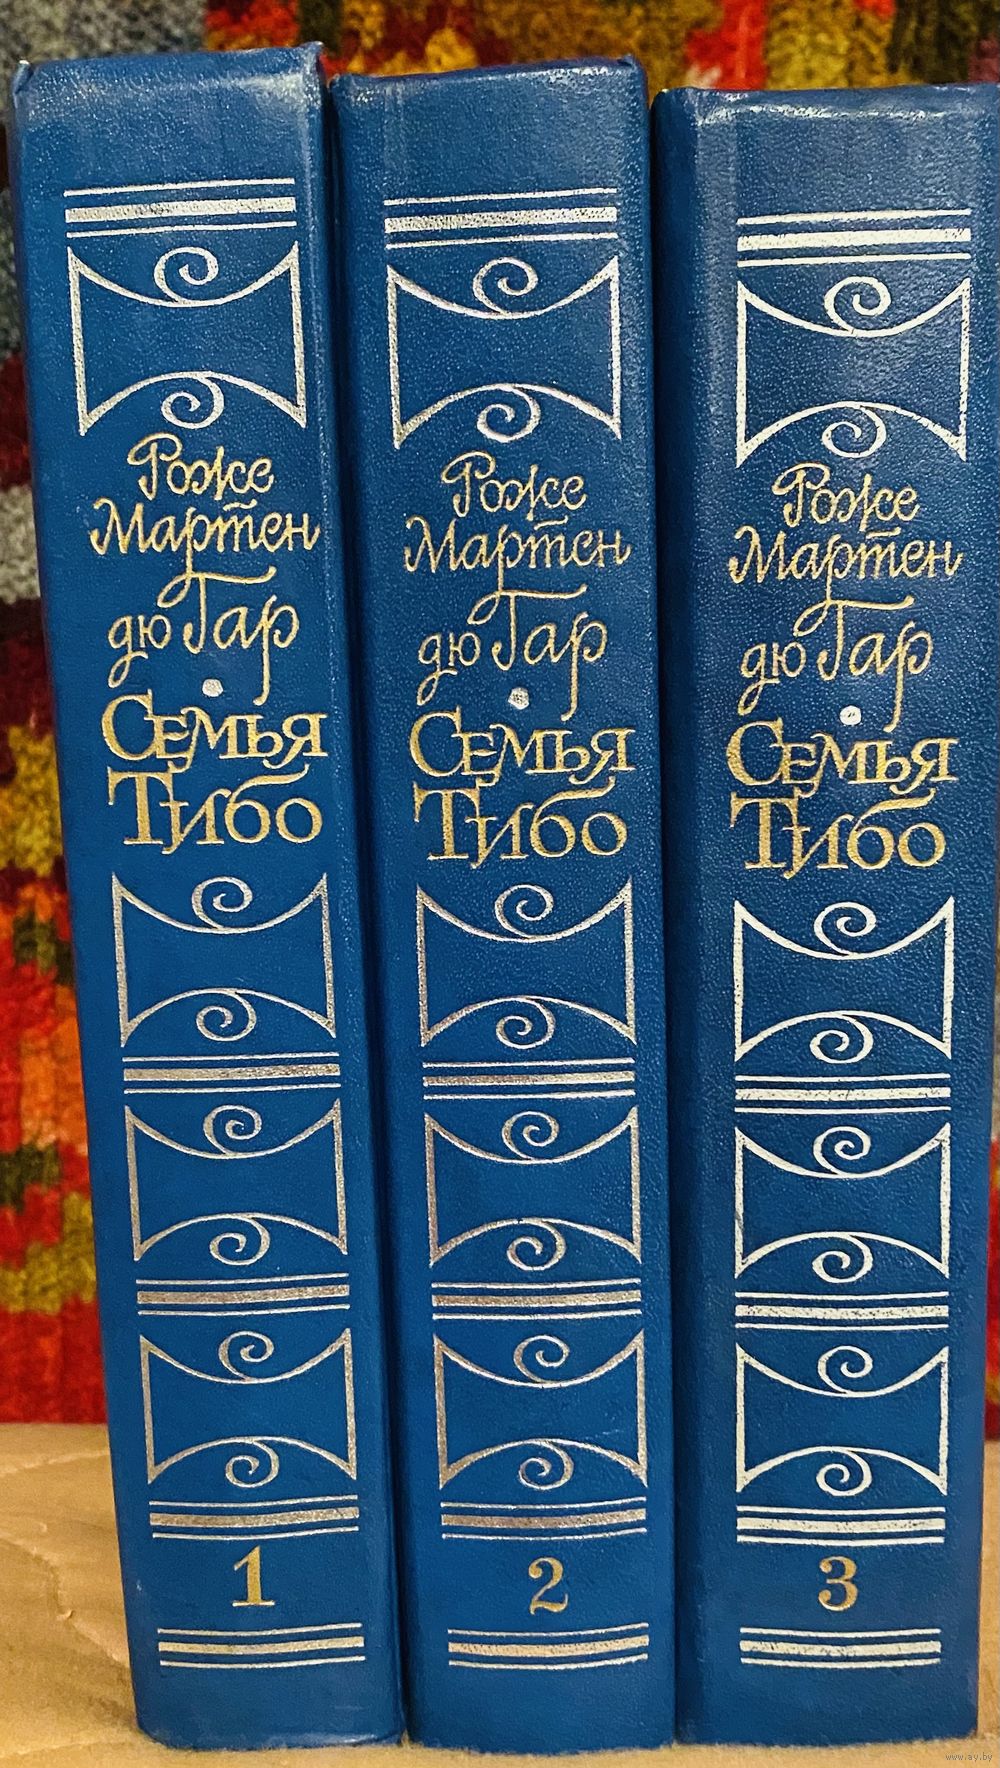 Роже
Мартен
дю Гар
Семья
Тибо
1
Роже
Мартен
дю Гар
Семья
Тибо
2
Роже
Мартен
дю Гар
Семья
Тибо
3
www.ay.by